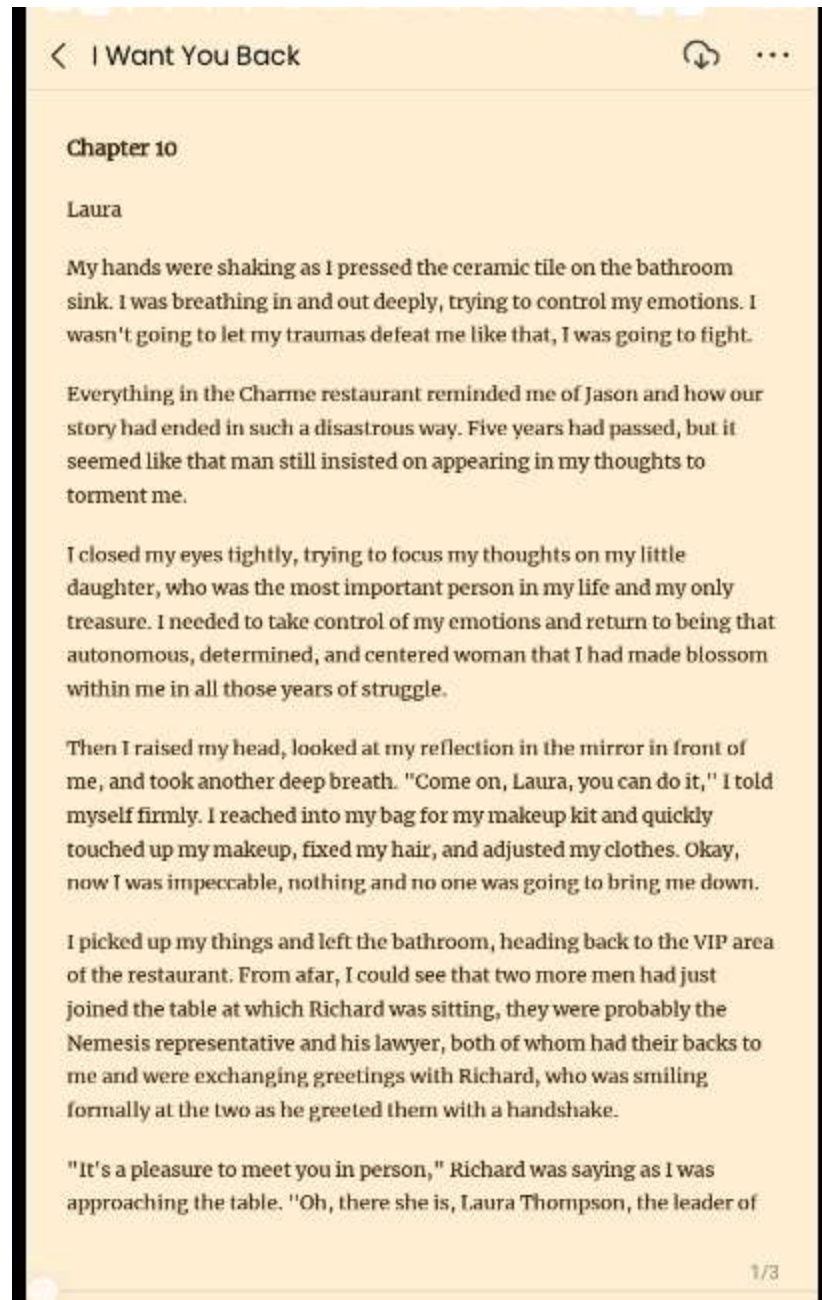 I Want You Back
Chapter 10
Laura
My hands were shaking as I pressed the ceramic tile on the bathroom
sink. I was breathing in and out deeply, trying to control my emotions. I
wasn't going to let my traumas defeat me like that, I was going to fight.
Everything in the Charme restaurant reminded me of Jason and how our
story had ended in such a disastrous way. Five years had passed, but it
seemed like that man still insisted on appearing in my thoughts to
torment me.
I closed my eyes tightly, trying to focus my thoughts on my little
daughter, who was the most important person in my life and my only
treasure. I needed to take control of my emotions and return to being that
autonomous, determined, and centered woman that I had made blossom
within me in all those years of struggle.
Then I raised my head, looked at my reflection in the mirror in front of
me, and took another deep breath. "Come on, Laura, you can do it," I told
myself firmly. I reached into my bag for my makeup kit and quickly
touched up my makeup, fixed my hair, and adjusted my clothes. Okay,
now I was impeccable, nothing and no one was going to bring me down.
I picked up my things and left the bathroom, heading back to the VIP area
of the restaurant. From afar, I could see that two more men had just
joined the table at which Richard was sitting, they were probably the
Nemesis representative and his lawyer, both of whom had their backs to
me and were exchanging greetings with Richard, who was smiling
formally at the two as he greeted them with a handshake.
"It's a pleasure to meet you in person," Richard was saying as I was
approaching the table. "Oh, there she is, Laura Thompson, the leader of
1/3